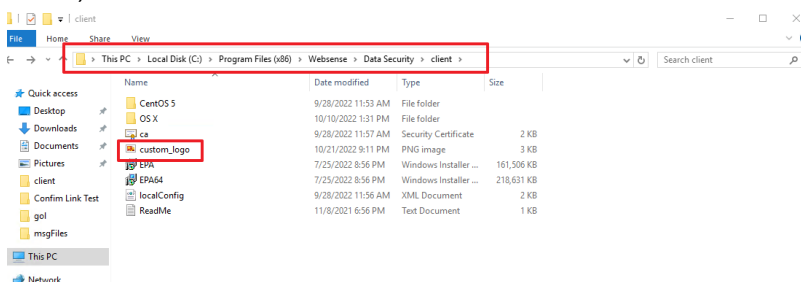 client
File Home Share View
This PC > Local Disk (C:) > Program Files (x86) > Websense > Data Security > client >
Search client
Name Date modified Type Size
Quick access
Desktop
Downloads
Documents
Pictures
client
Confim Link Test
gol
msgFiles
This PC
Network
CentOS 5 9/28/2022 11:53 AM File folder
OS X 10/10/2022 1:31 PM File folder
ca 9/28/2022 11:57 AM Security Certificate 2 KB
custom_logo 10/21/2022 9:11 PM PNG image 3 KB
EPA 7/25/2022 8:56 PM Windows Installer ... 161,506 KB
EPA64 7/25/2022 8:56 PM Windows Installer ... 218,631 KB
localConfig 9/28/2022 11:56 AM XML Document 2 KB
ReadMe 11/8/2021 6:56 PM Text Document 1 KB